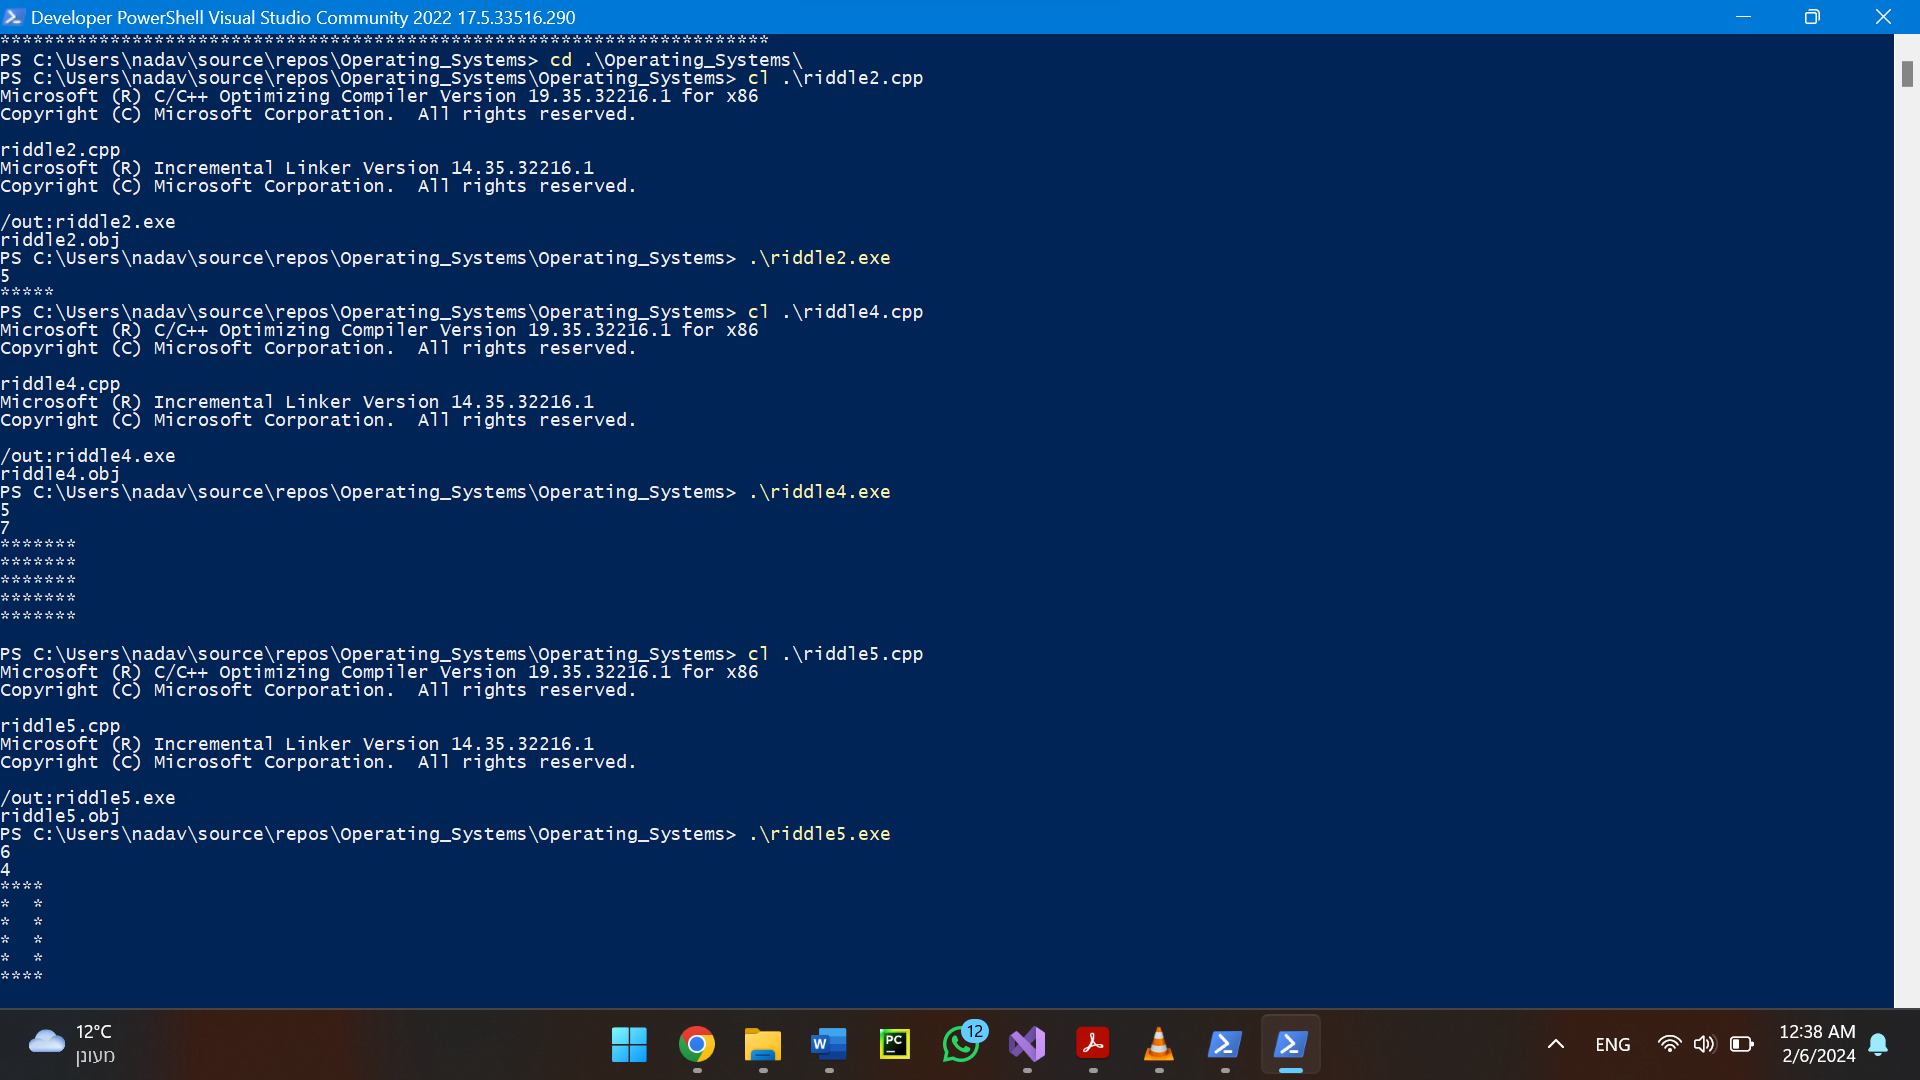 Developer PowerShell Visual Studio Community 2022 17.5.33516.290
**********************************************************************
PS C:\Users\nadav\source\repos\Operating_Systems> cd .\Operating_Systems\
PS C:\Users\nadav\source\repos\Operating_Systems\Operating_Systems> cl .\riddle2.cpp
Microsoft (R) C/C++ Optimizing Compiler Version 19.35.32216.1 for x86
Copyright (C) Microsoft Corporation.  All rights reserved.

riddle2.cpp
Microsoft (R) Incremental Linker Version 14.35.32216.1
Copyright (C) Microsoft Corporation.  All rights reserved.

/out:riddle2.exe
riddle2.obj
PS C:\Users\nadav\source\repos\Operating_Systems\Operating_Systems> .\riddle2.exe
5
*****
PS C:\Users\nadav\source\repos\Operating_Systems\Operating_Systems> cl .\riddle4.cpp
Microsoft (R) C/C++ Optimizing Compiler Version 19.35.32216.1 for x86
Copyright (C) Microsoft Corporation.  All rights reserved.

riddle4.cpp
Microsoft (R) Incremental Linker Version 14.35.32216.1
Copyright (C) Microsoft Corporation.  All rights reserved.

/out:riddle4.exe
riddle4.obj
PS C:\Users\nadav\source\repos\Operating_Systems\Operating_Systems> .\riddle4.exe
5
7
*******
*******
*******
*******
*******

PS C:\Users\nadav\source\repos\Operating_Systems\Operating_Systems> cl .\riddle5.cpp
Microsoft (R) C/C++ Optimizing Compiler Version 19.35.32216.1 for x86
Copyright (C) Microsoft Corporation.  All rights reserved.

riddle5.cpp
Microsoft (R) Incremental Linker Version 14.35.32216.1
Copyright (C) Microsoft Corporation.  All rights reserved.

/out:riddle5.exe
riddle5.obj
PS C:\Users\nadav\source\repos\Operating_Systems\Operating_Systems> .\riddle5.exe
6
4
****
*  *
*  *
*  *
*  *
****
12°C
מעונן
W
PC
12
ENG
12:38 AM
2/6/2024